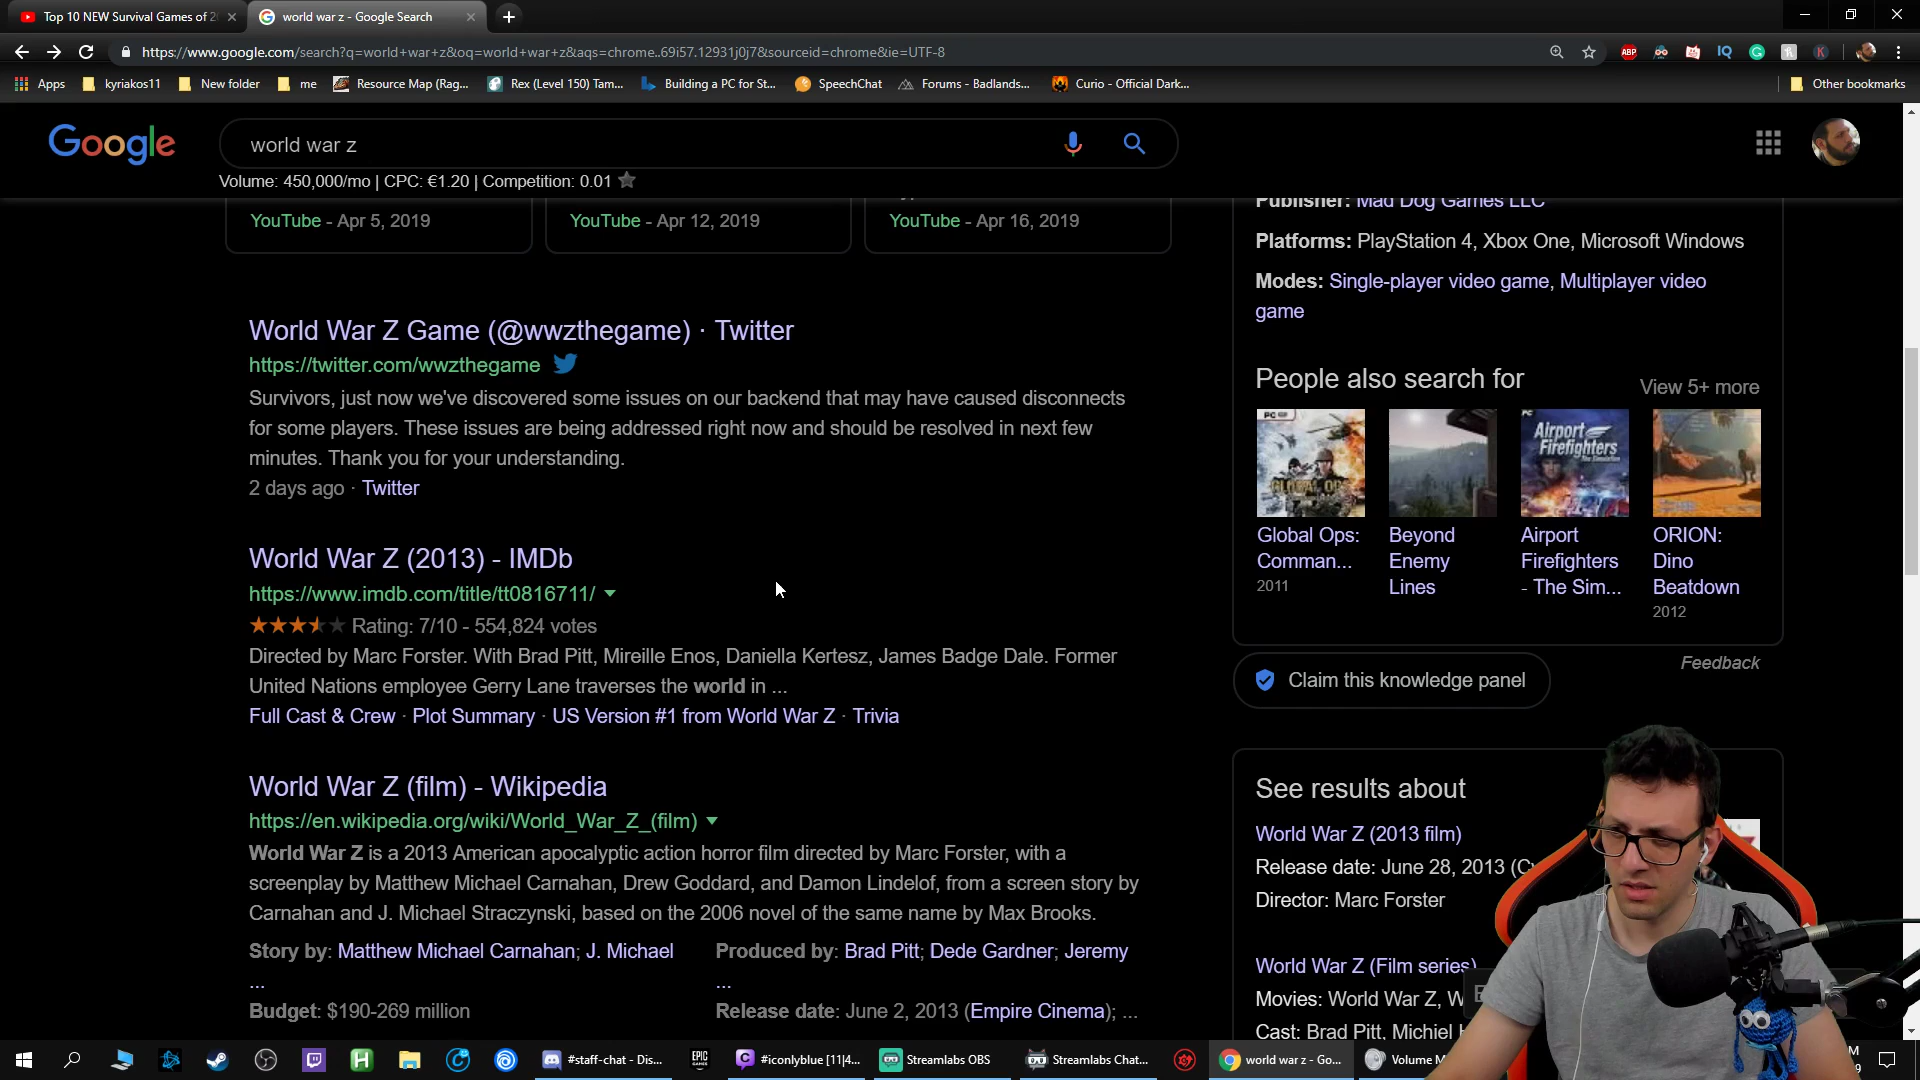 Top 10 NEW Survival Games of 2
world war z - Google Search
https://www.google.com/search?q=world+war+z&oq=world+war+z&aqs=chrome..69i57.12931j0j7&sourceid=chrome&ie=UTF-8
ABP
IQ
K
Apps
kyriakos11
New folder
me
Resource Map (Rag...
Rex (Level 150) Tam...
Building a PC for St...
SpeechChat
Forums - Badlands...
Curio - Official Dark...
Other bookmarks
Google
world war z
Volume: 450,000/mo | CPC: €1.20 | Competition: 0.01
YouTube - Apr 5, 2019
YouTube - Apr 12, 2019
YouTube - Apr 16, 2019
World War Z Game (@wwzthegame) · Twitter
https://twitter.com/wwzthegame
Survivors, just now we've discovered some issues on our backend that may have caused disconnects
for some players. These issues are being addressed right now and should be resolved in next few
minutes. Thank you for your understanding.
2 days ago · Twitter
World War Z (2013) - IMDb
https://www.imdb.com/title/tt0816711/
Rating: 7/10 - 554,824 votes
Directed by Marc Forster. With Brad Pitt, Mireille Enos, Daniella Kertesz, James Badge Dale. Former
United Nations employee Gerry Lane traverses the world in ...
Full Cast & Crew · Plot Summary · US Version #1 from World War Z · Trivia
World War Z (film) - Wikipedia
https://en.wikipedia.org/wiki/World_War_Z_(film)
World War Z is a 2013 American apocalyptic action horror film directed by Marc Forster, with a
screenplay by Matthew Michael Carnahan, Drew Goddard, and Damon Lindelof, from a screen story by
Carnahan and J. Michael Straczynski, based on the 2006 novel of the same name by Max Brooks.
Story by: Matthew Michael Carnahan; J. Michael
...
Produced by: Brad Pitt; Dede Gardner; Jeremy
...
Budget: $190-269 million
Release date: June 2, 2013 (Empire Cinema); ...
Publisher: Mad Dog Games LLC
Platforms: PlayStation 4, Xbox One, Microsoft Windows
Modes: Single-player video game, Multiplayer video
game
People also search for
View 5+ more
PC
Airport
Firefighters
Global Ops:
Comman...
2011
Beyond
Enemy
Lines
Airport
Firefighters
- The Sim...
ORION:
Dino
Beatdown
2012
Feedback
Claim this knowledge panel
See results about
World War Z (2013 film)
Release date: June 28, 2013 (Cy
Director: Marc Forster
World War Z (Film series)
Movies: World War Z, W
Cast: Brad Pitt, Michiel H
#staff-chat - Dis...
EPIC
GAMES
#iconlyblue [11|4...
Streamlabs OBS
Streamlabs Chat...
world war z - Go...
Volume M